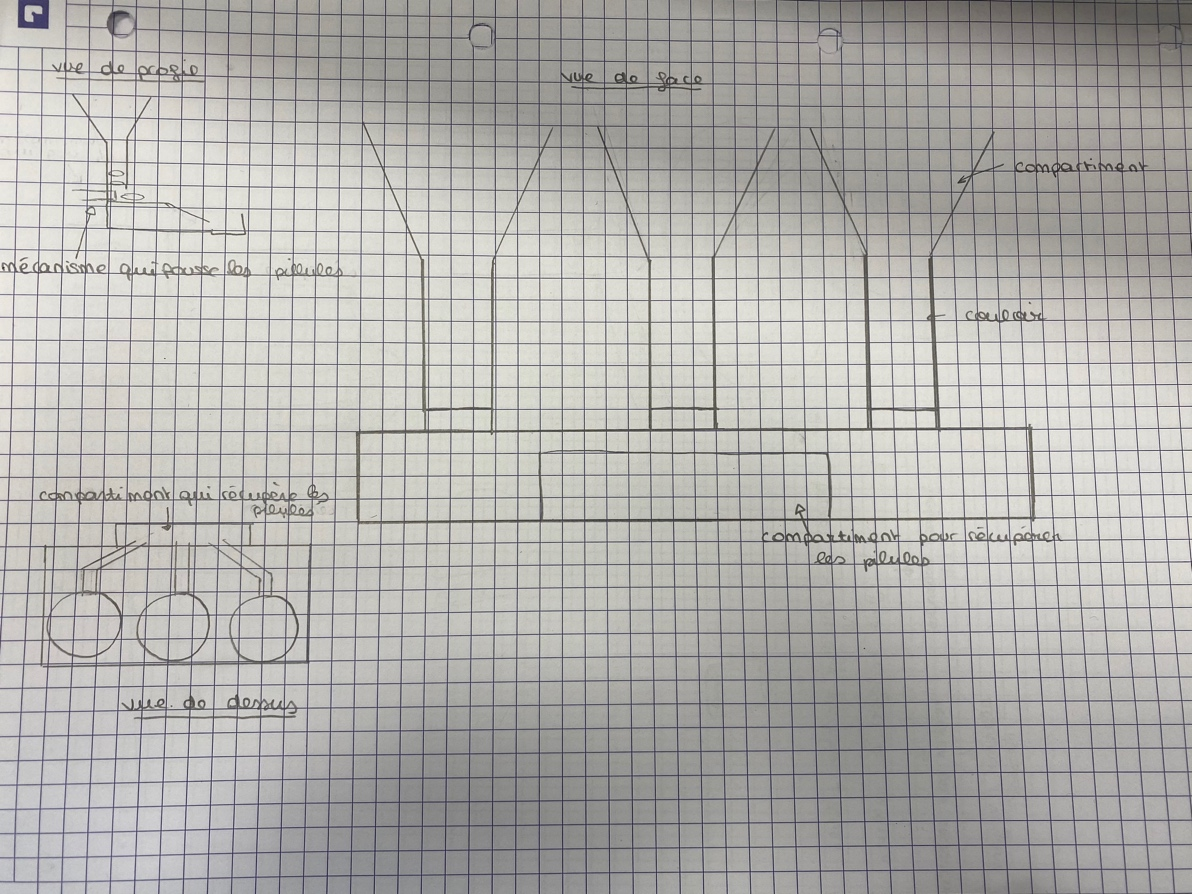 vue de profil
vue de face
compartiment
mécanisme qui pousse les pilules
couloir
compartiment qui récupère les
pilules
compartiment pour récupérer
les pilules
vue de dessus